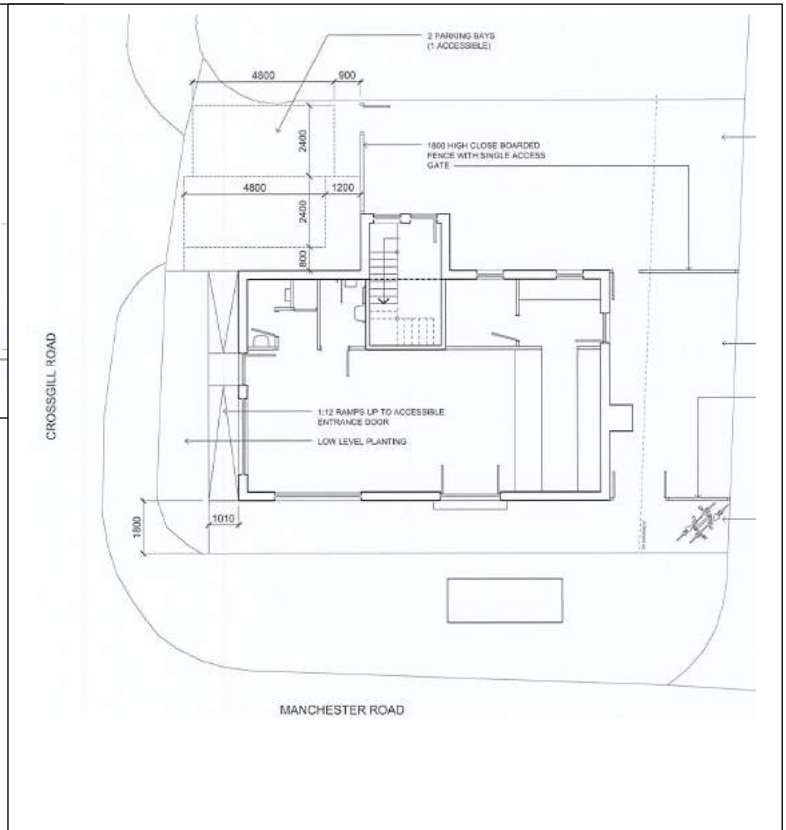 2 PARKING BAYS
(1 ACCESSIBLE)
4800
900
2400
1800 HIGH CLOSE BOARDED
FENCE WITH SINGLE ACCESS
GATE
4800
1200
2400
800
CROSSGILL ROAD
1:12 RAMPS UP TO ACCESSIBLE
ENTRANCE DOOR
LOW LEVEL PLANTING
1800
1010
MANCHESTER ROAD